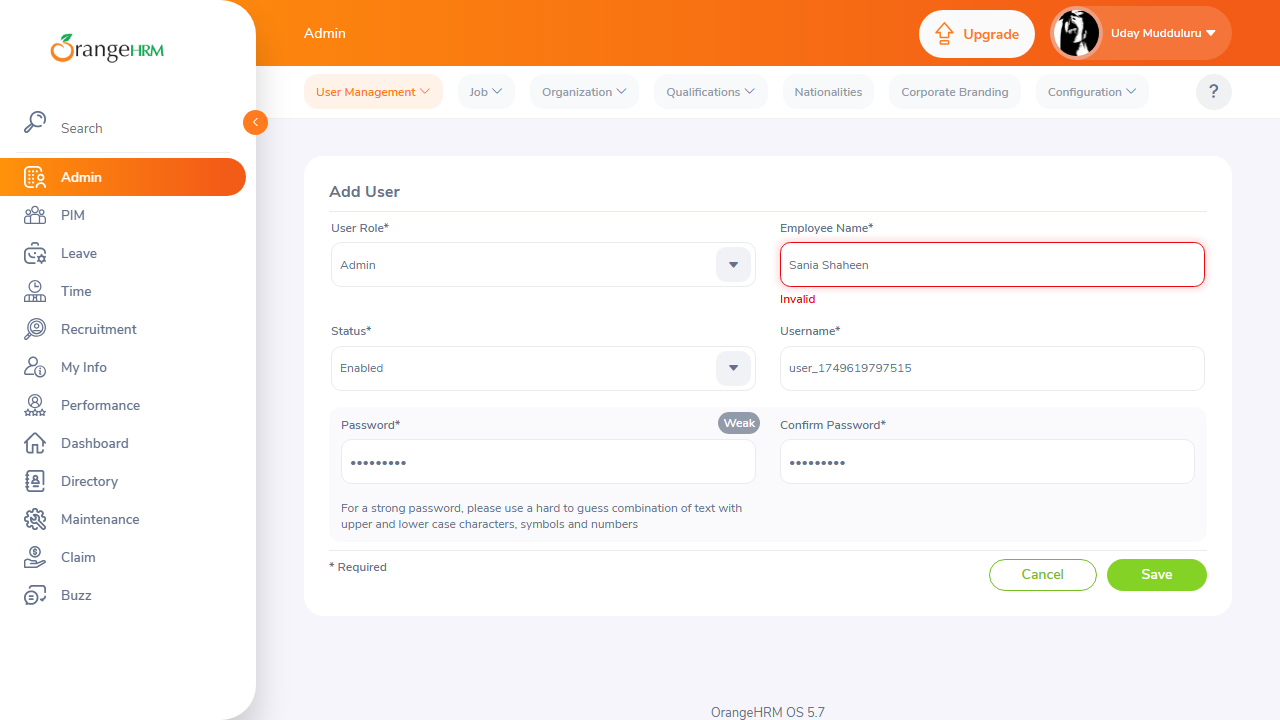 OrangeHRM
Admin
Upgrade
Uday Mudduluru
User Management
Job
Organization
Qualifications
Nationalities
Corporate Branding
Configuration
?
Search
Admin
PIM
Leave
Time
Recruitment
My Info
Performance
Dashboard
Directory
Maintenance
Claim
Buzz
Add User
User Role*
Employee Name*
Admin
Sania Shaheen
Invalid
Status*
Username*
Enabled
user_1749619797515
Password*
Weak
Confirm Password*
•••••••••
•••••••••
For a strong password, please use a hard to guess combination of text with
upper and lower case characters, symbols and numbers
* Required
Cancel
Save
OrangeHRM OS 5.7